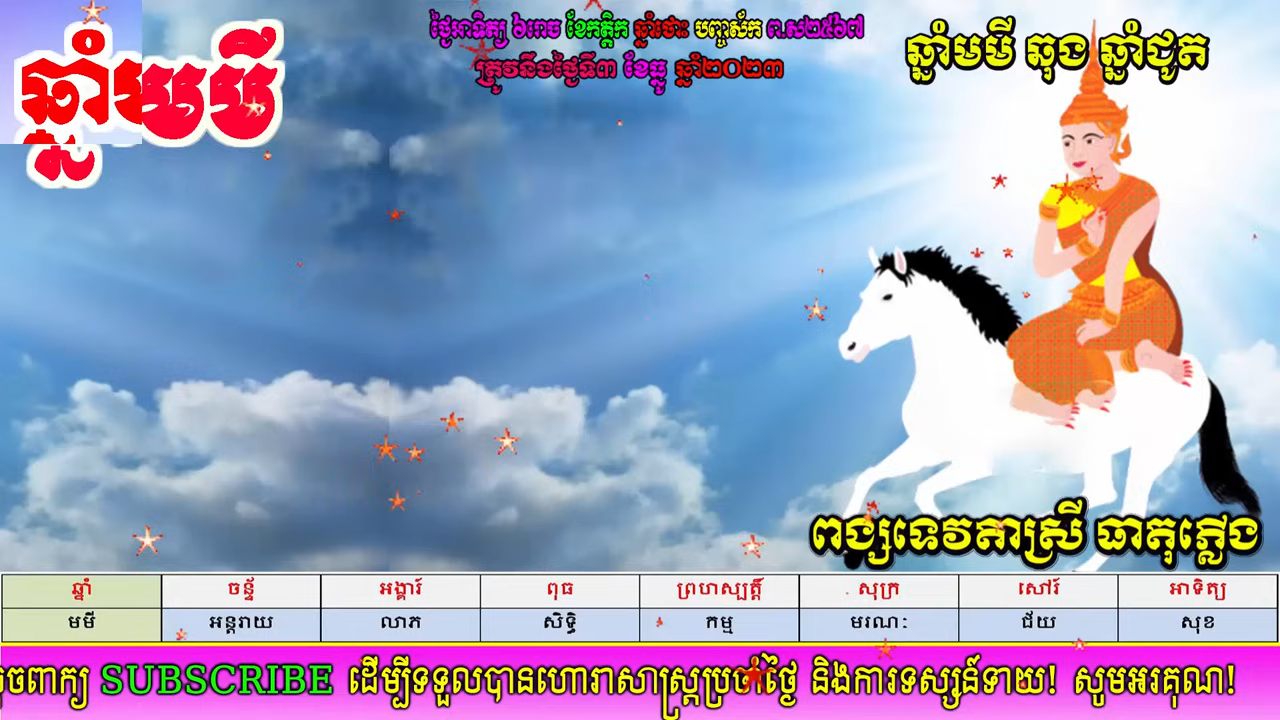 ឆ្នាំមមី
ថ្ងៃអាទិត្យ ៦រោច ខែកត្តិក ឆ្នាំថោះ បញ្ចស័ក ព.ស២៥៦៧
ត្រូវនឹងថ្ងៃទី៣ ខែធ្នូ ឆ្នាំ២០២៣
ឆ្នាំមមី ឆុង ឆ្នាំជូត
ពង្សទេវតាស្រី ធាតុភ្លើង
ឆ្នាំ ចន្ទ័ អង្គារ៍ ពុធ ព្រហស្បត្តិ៍ សុក្រ សៅរ៍ អាទិត្យ
មមី អន្តរាយ លាភ សិទ្ធិ កម្ម មរណៈ ជ័យ សុខ
ចុចពាក្យ SUBSCRIBE ដើម្បីទទួលបានហោរាសាស្ត្រប្រចាំថ្ងៃ និងការទស្សន៍ទាយ! សូមអរគុណ!